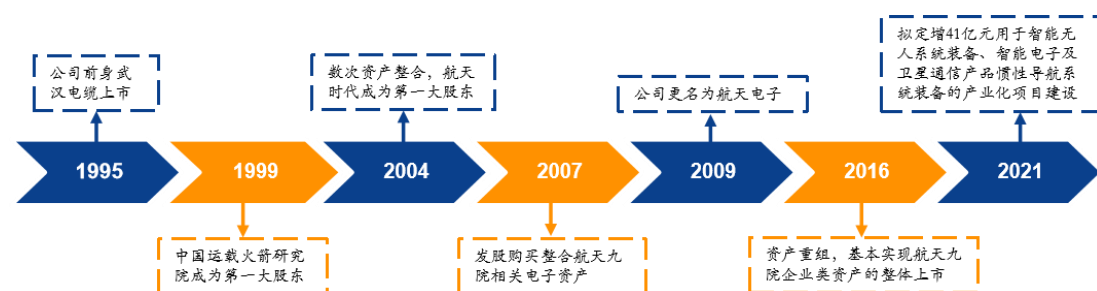 公司前身武
汉电缆上市
数次资产整合，航天
时代成为第一大股东
公司更名为航天电子
拟定增41亿元用于智能无
人系统装备、智能电子及
卫星通信产品惯性导航系
统装备的产业化项目建设
1995
1999
2004
2007
2009
2016
2021
中国运载火箭研究
院成为第一大股东
发股购买整合航天九
院相关电子资产
资产重组，基本实现航天九
院企业类资产的整体上市